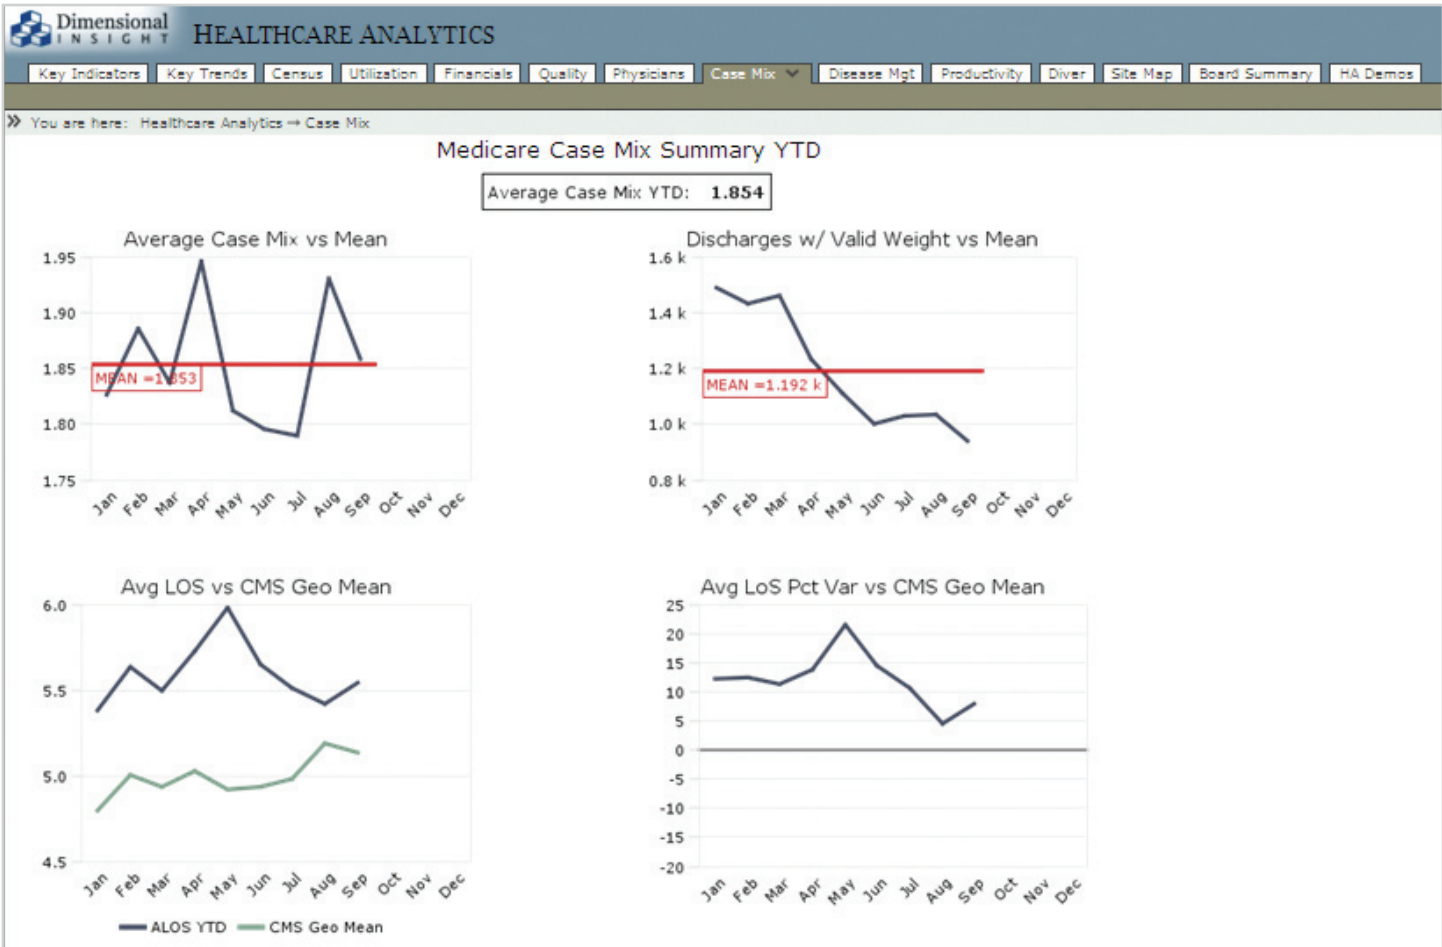 Dimensional
INSIGHT
HEALTHCARE ANALYTICS
Key Indicators Key Trends Census Utilization Financials Quality Physicians Case Mix Disease Mgt Productivity Diver Site Map Board Summary HA Demos
» You are here: Healthcare Analytics → Case Mix
Medicare Case Mix Summary YTD
Average Case Mix YTD: 1.854
Average Case Mix vs Mean
1.95
1.90
1.85
1.80
1.75
MEAN =1.853
Jan Feb Mar Apr May Jun Jul Aug Sep Oct Nov Dec
Discharges w/ Valid Weight vs Mean
1.6 k
1.4 k
1.2 k
1.0 k
0.8 k
MEAN =1.192 k
Jan Feb Mar Apr May Jun Jul Aug Sep Oct Nov Dec
Avg LOS vs CMS Geo Mean
6.0
5.5
5.0
4.5
Jan Feb Mar Apr May Jun Jul Aug Sep Oct Nov Dec
ALOS YTD CMS Geo Mean
Avg LoS Pct Var vs CMS Geo Mean
25
20
15
10
5
0
-5
-10
-15
-20
Jan Feb Mar Apr May Jun Jul Aug Sep Oct Nov Dec